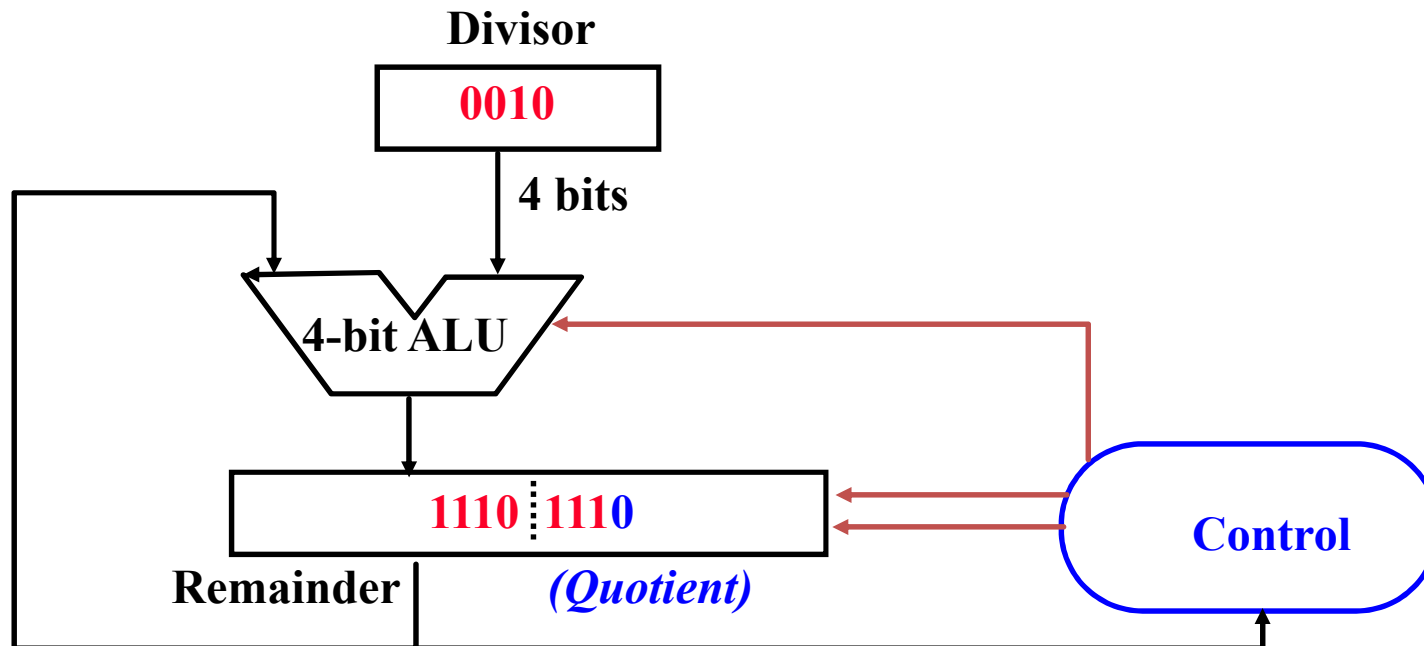 Divisor
0010
4 bits
4-bit ALU
1110 1110
Control
Remainder (Quotient)